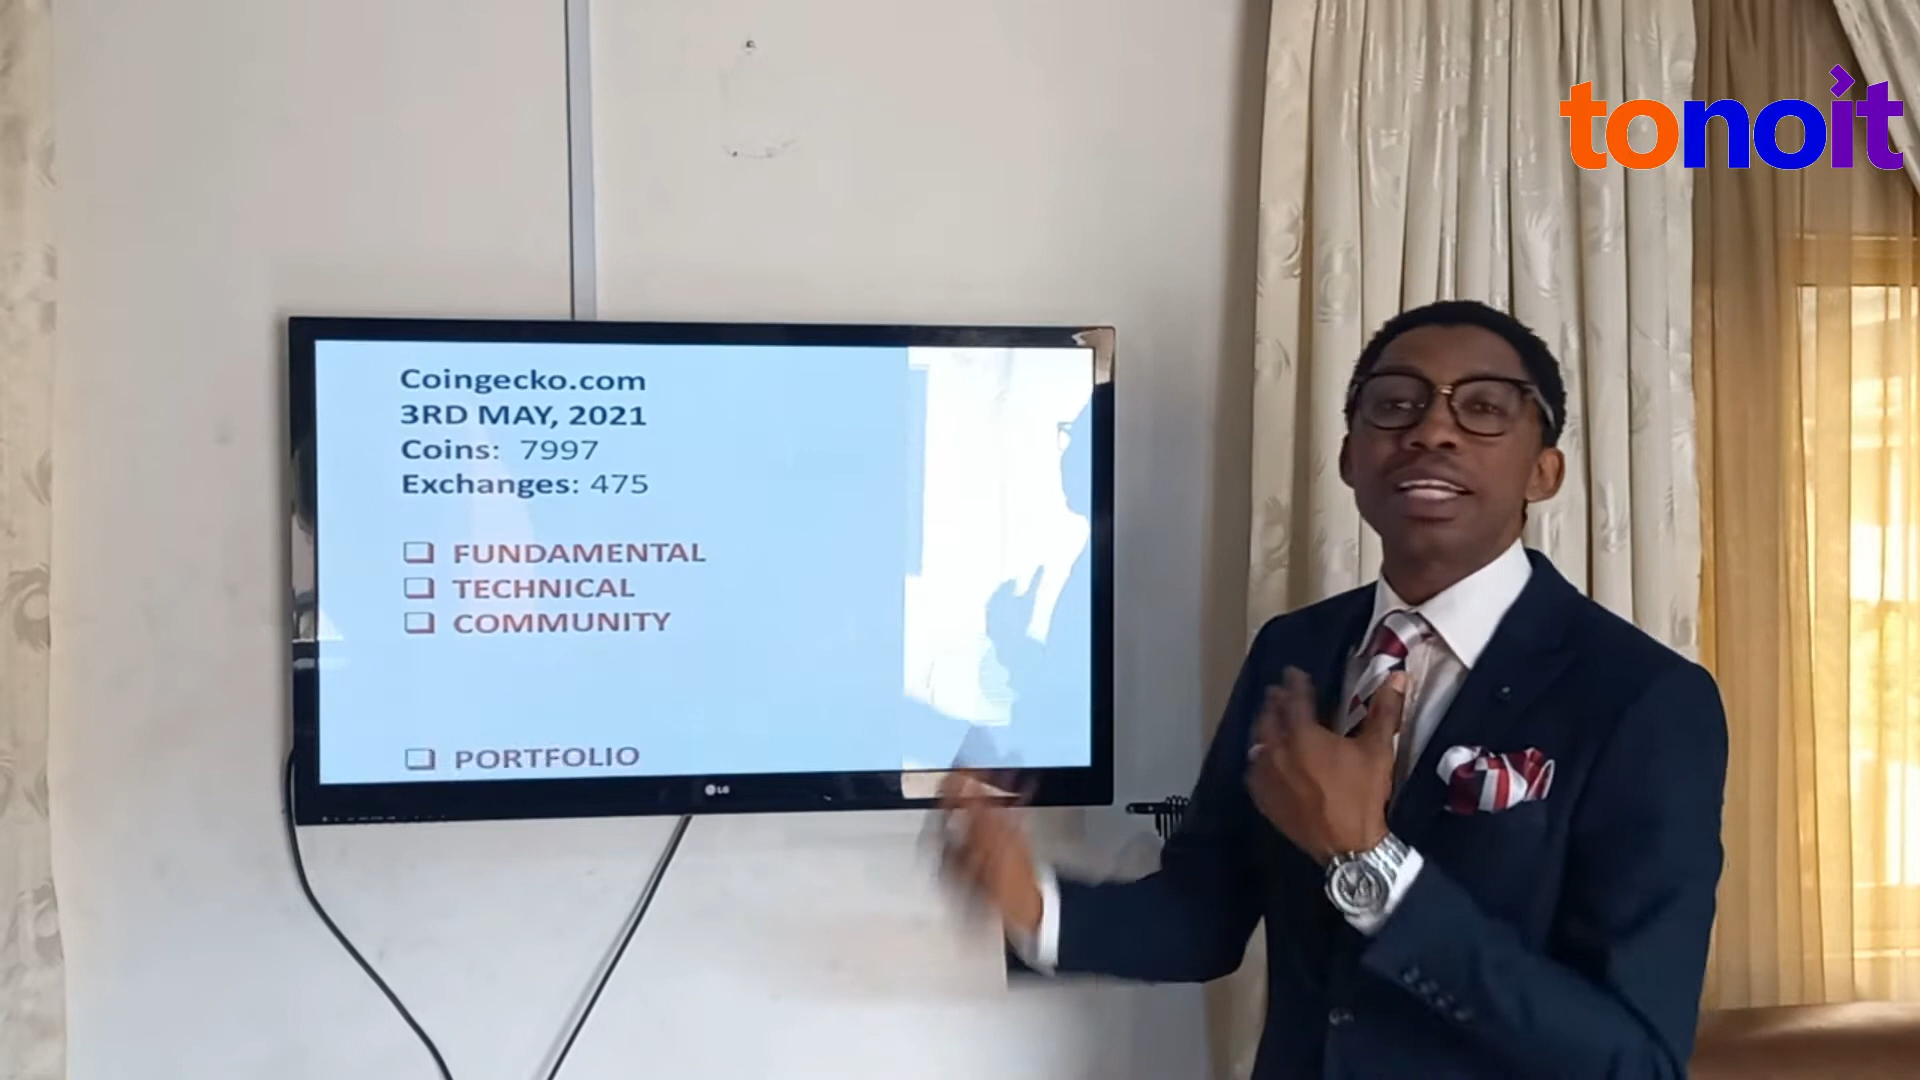 tonoit
Coingecko.com
3RD MAY, 2021
Coins: 7997
Exchanges: 475
❑ FUNDAMENTAL
❑ TECHNICAL
❑ COMMUNITY
❑ PORTFOLIO
LG